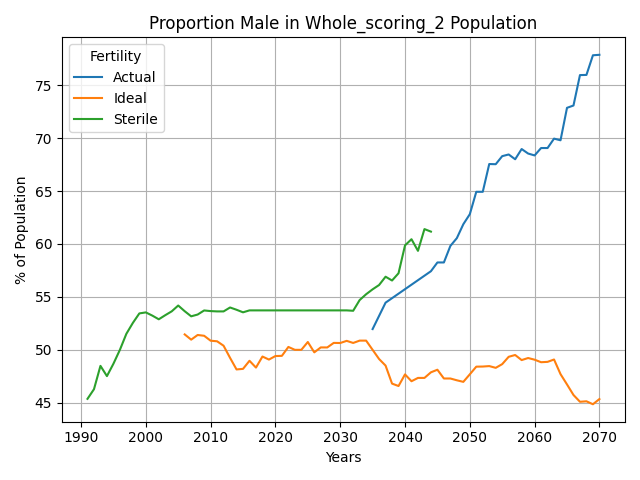 Proportion Male in Whole_scoring_2 Population
Fertility
Actual
Ideal
Sterile
% of Population
75
70
65
60
55
50
45
1990 2000 2010 2020 2030 2040 2050 2060 2070
Years